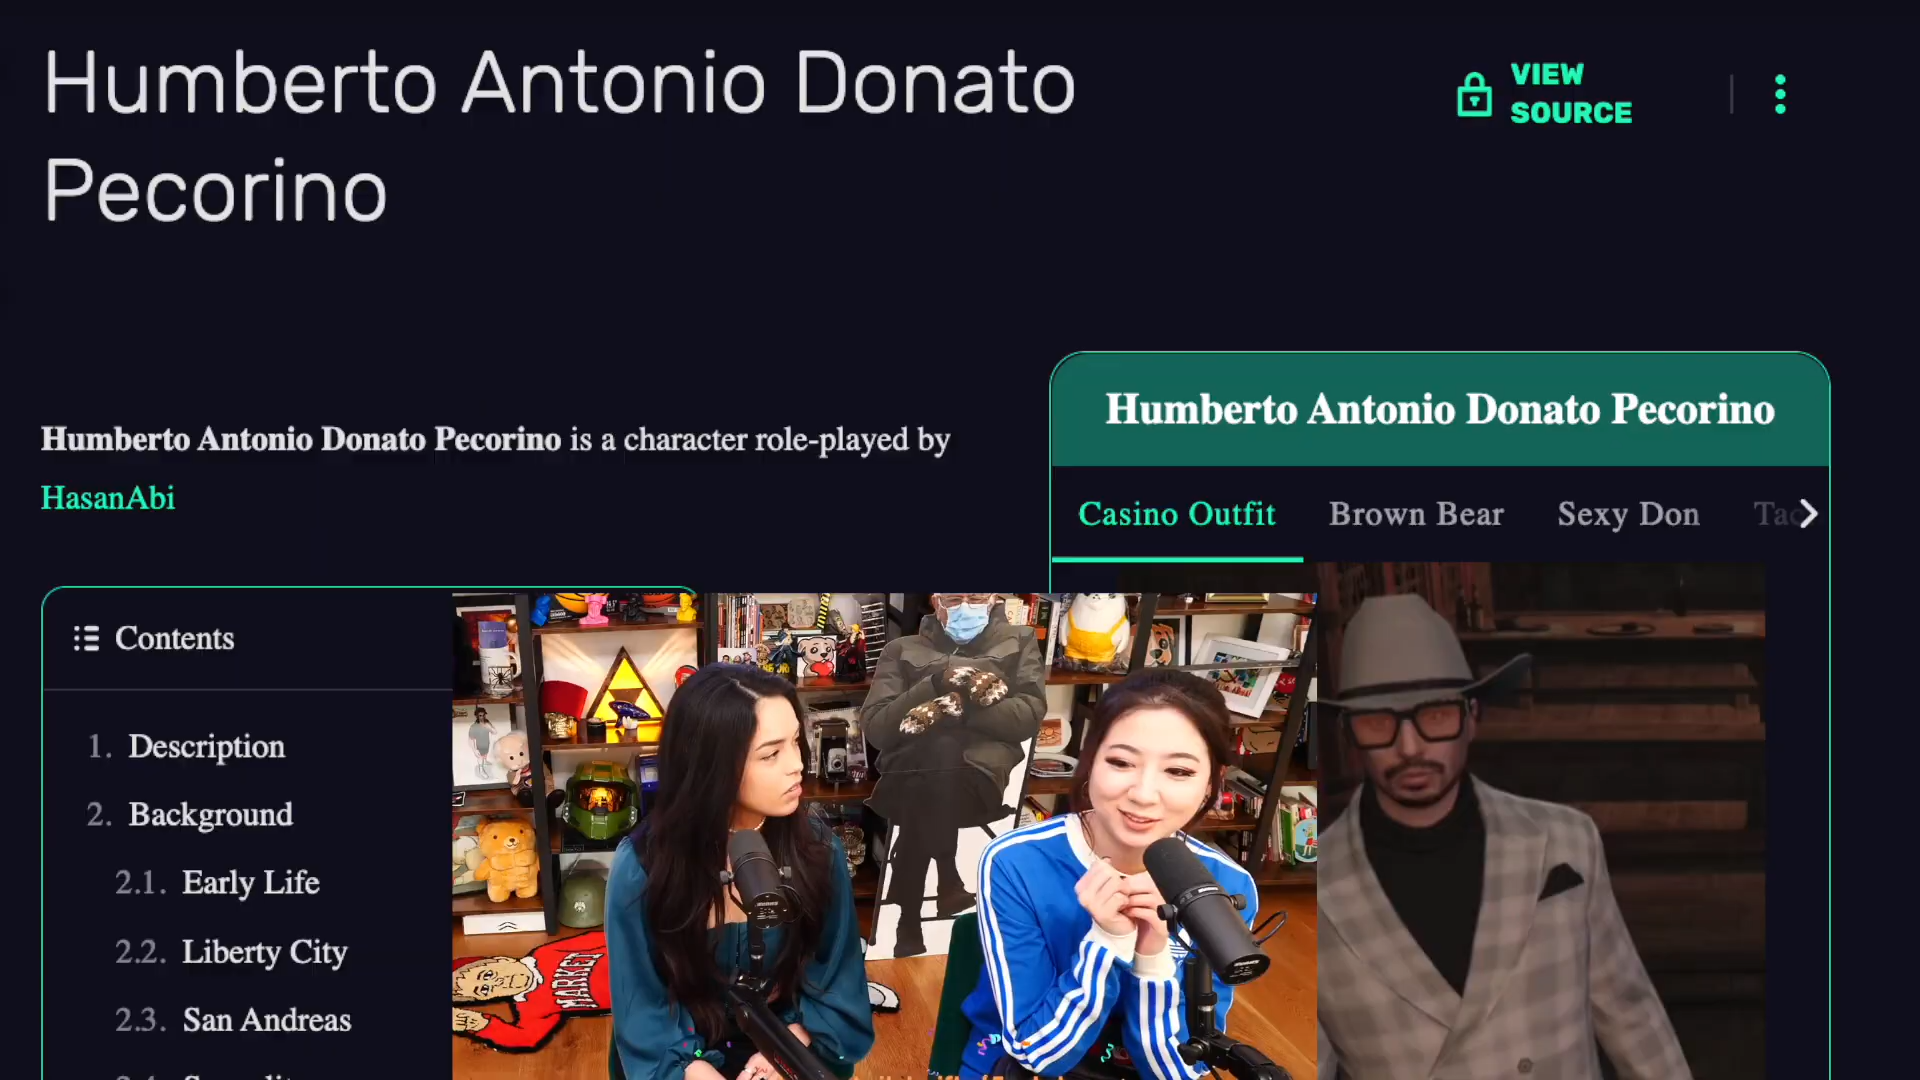 Humberto Antonio Donato
Pecorino
VIEW
SOURCE
Humberto Antonio Donato Pecorino is a character role-played by
HasanAbi
Humberto Antonio Donato Pecorino
Casino Outfit
Brown Bear
Sexy Don
Contents
1. Description
2. Background
2.1. Early Life
2.2. Liberty City
2.3. San Andreas
MARKET